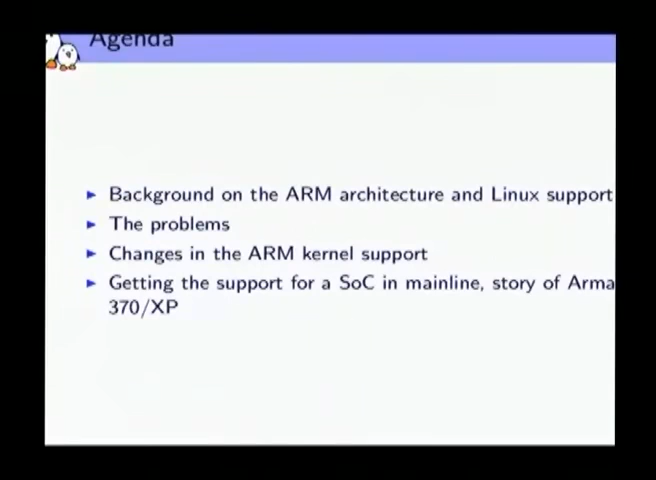 Agenda
Background on the ARM architecture and Linux support
The problems
Changes in the ARM kernel support
Getting the support for a SoC in mainline, story of Arma
370/XP